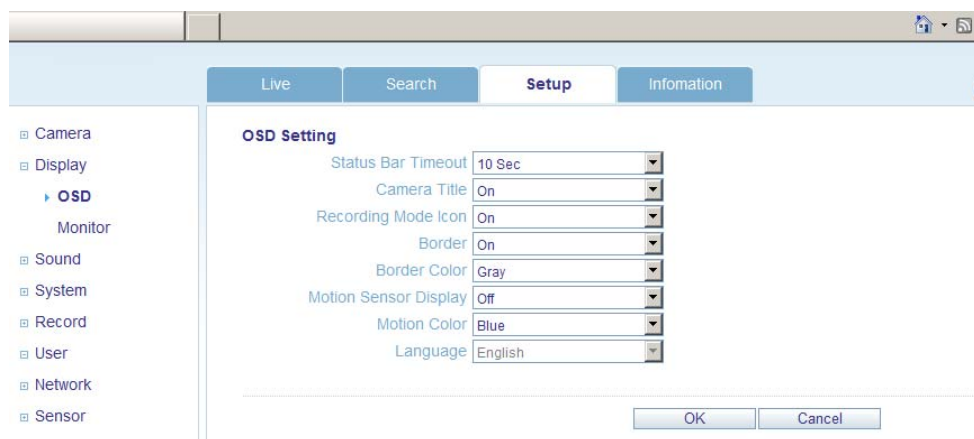 Live Search Setup Infomation
Camera
Display
OSD
Monitor
Sound
System
Record
User
Network
Sensor
OSD Setting
Status Bar Timeout 10 Sec
Camera Title On
Recording Mode Icon On
Border On
Border Color Gray
Motion Sensor Display Off
Motion Color Blue
Language English
OK Cancel